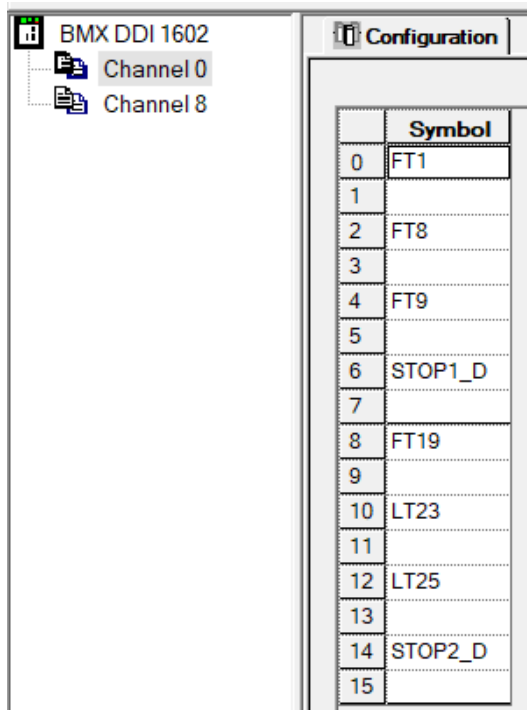 BMX DDI 1602
Channel 0
Channel 8
Configuration
Symbol
0 FT1
1
2 FT8
3
4 FT9
5
6 STOP1_D
7
8 FT19
9
10 LT23
11
12 LT25
13
14 STOP2_D
15